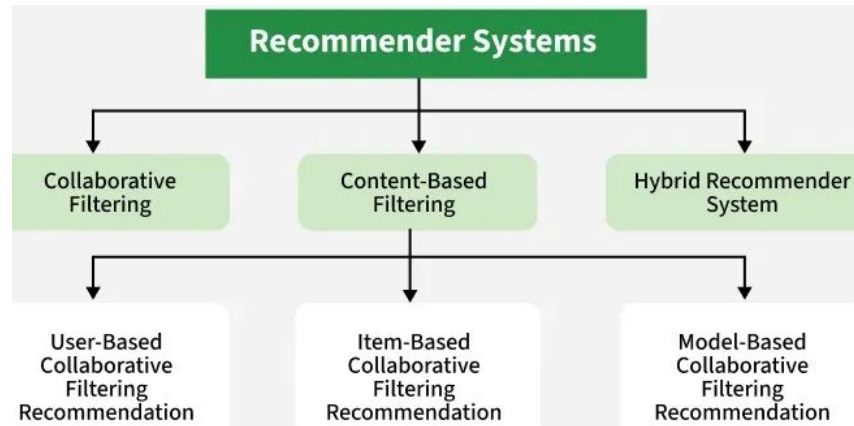 Recommender Systems
Collaborative
Filtering
Content-Based
Filtering
Hybrid Recommender
System
User-Based
Collaborative
Filtering
Recommendation
Item-Based
Collaborative
Filtering
Recommendation
Model-Based
Collaborative
Filtering
Recommendation